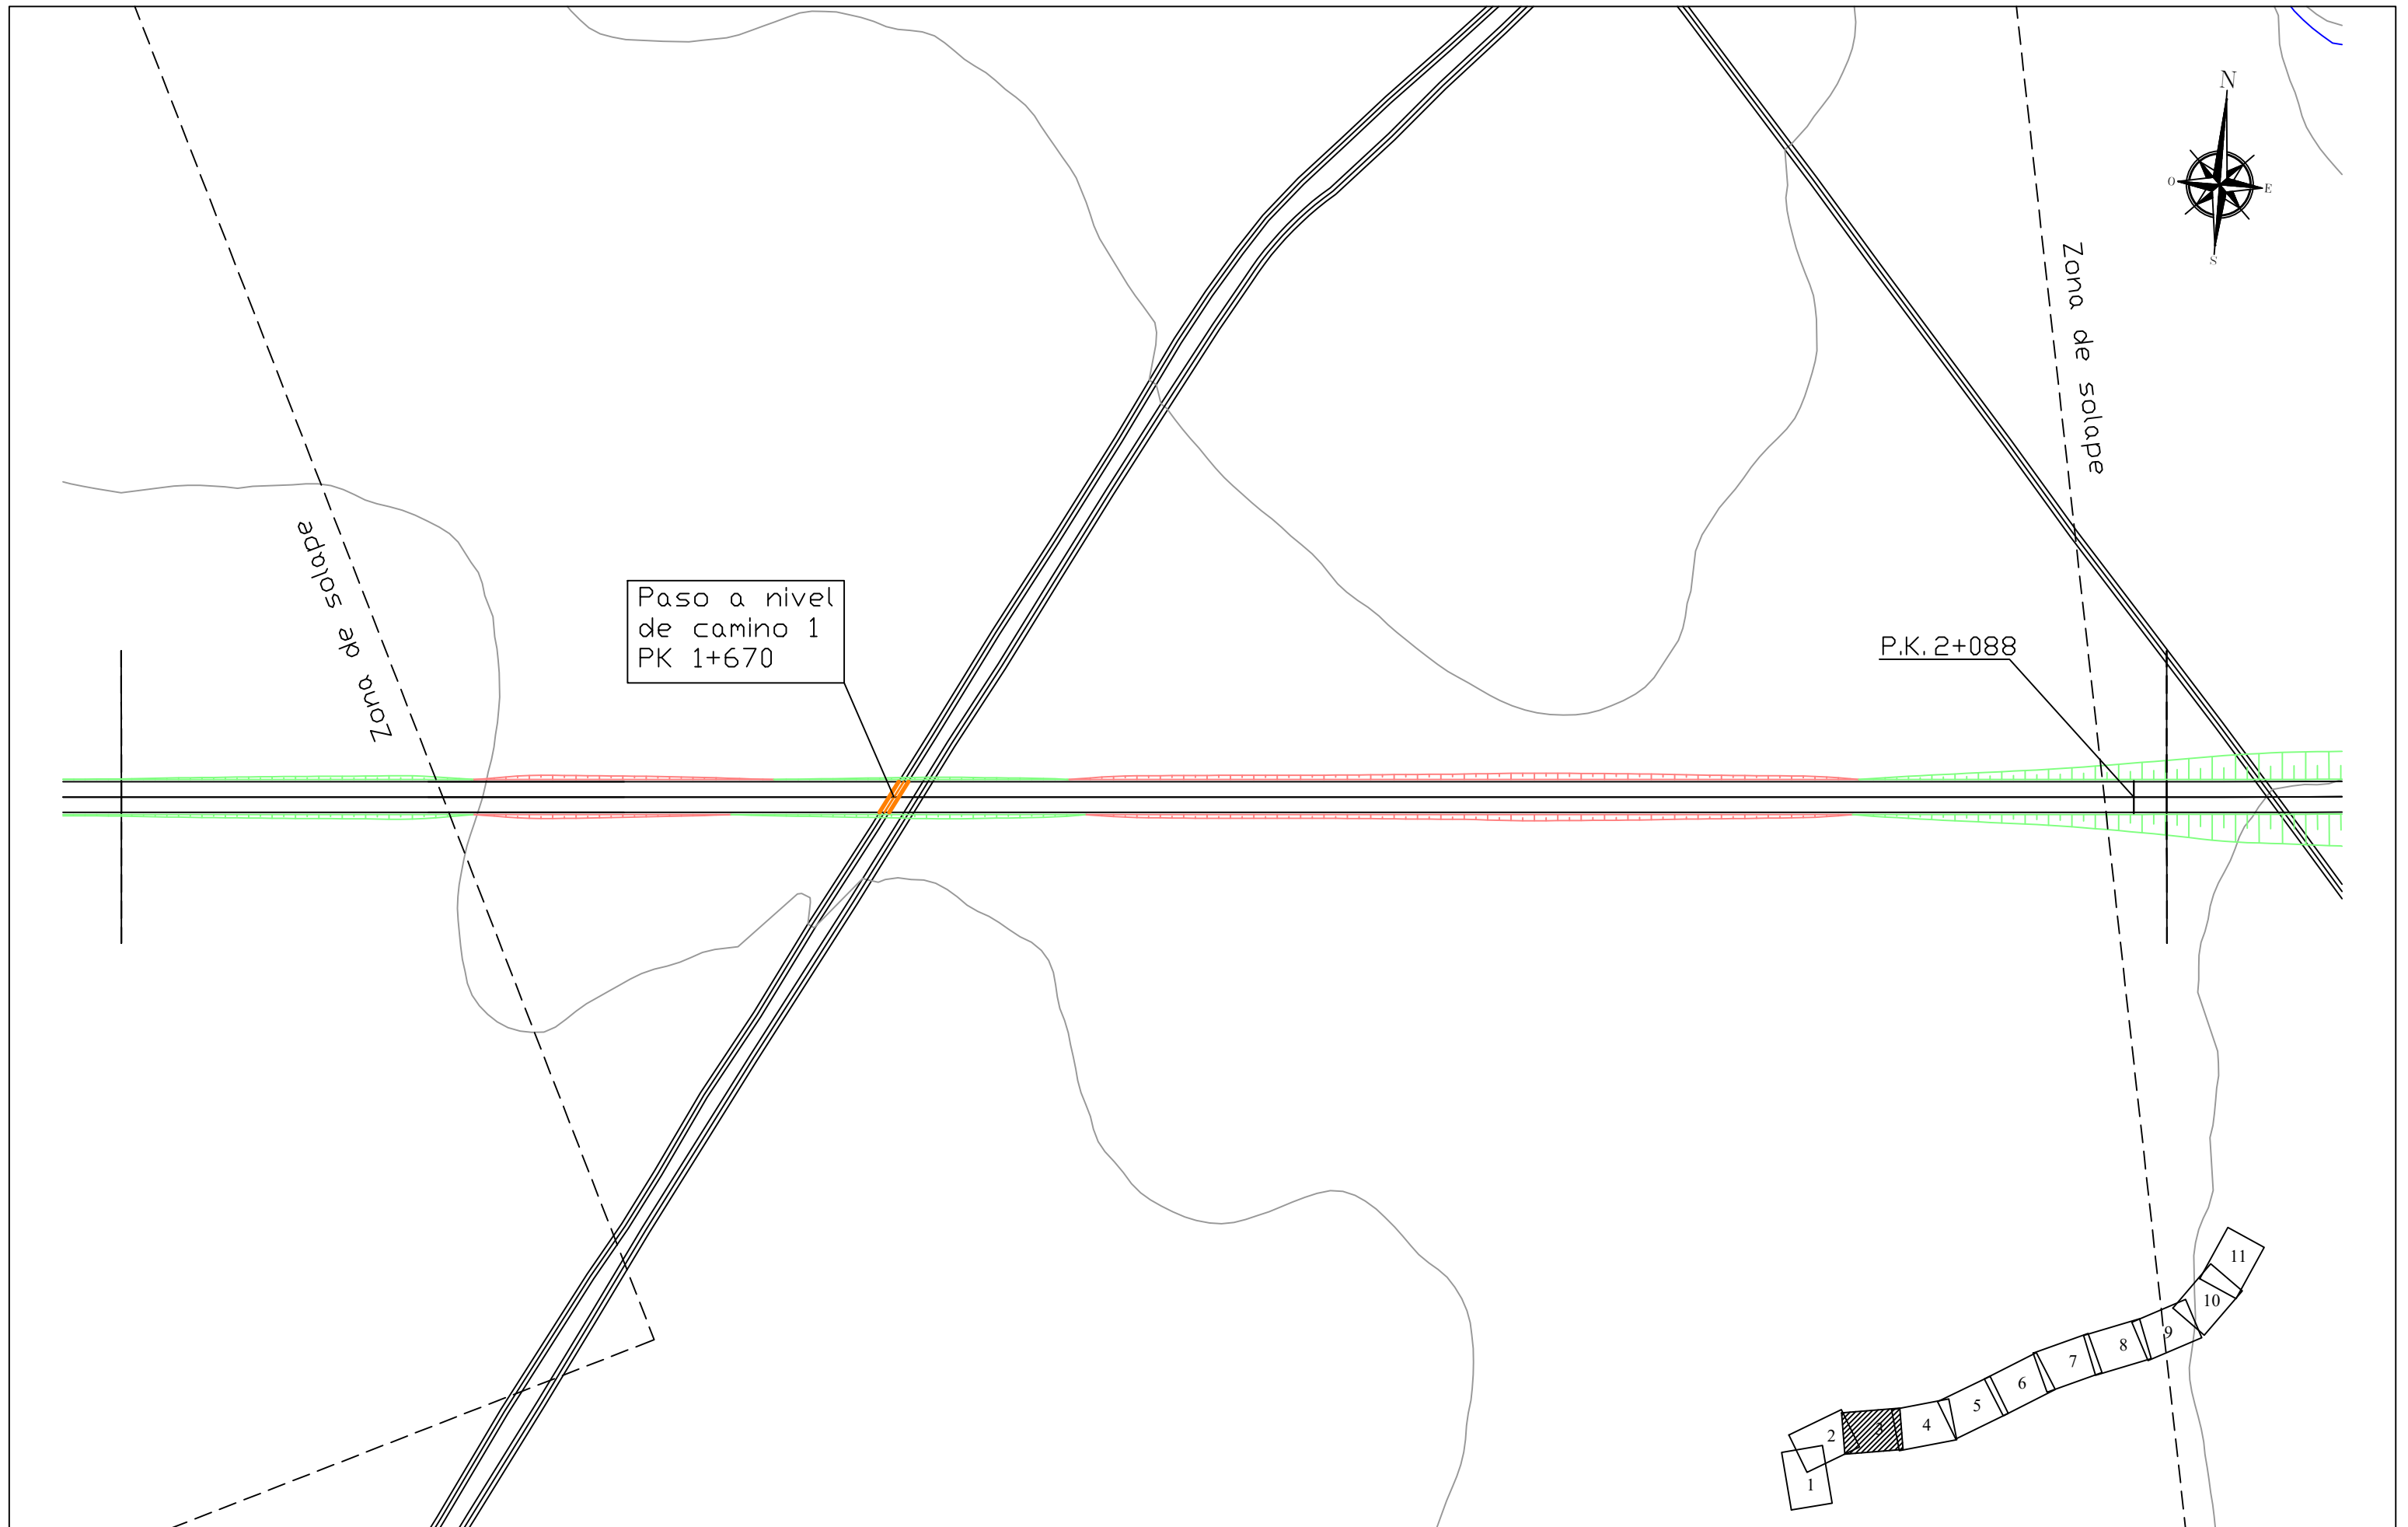 N
O
E
S
Zona de solape
Zona de solape
Paso a nivel
de camino 1
PK 1+670
P.K. 2+088
11
10
9
8
7
6
5
4
3
2
1